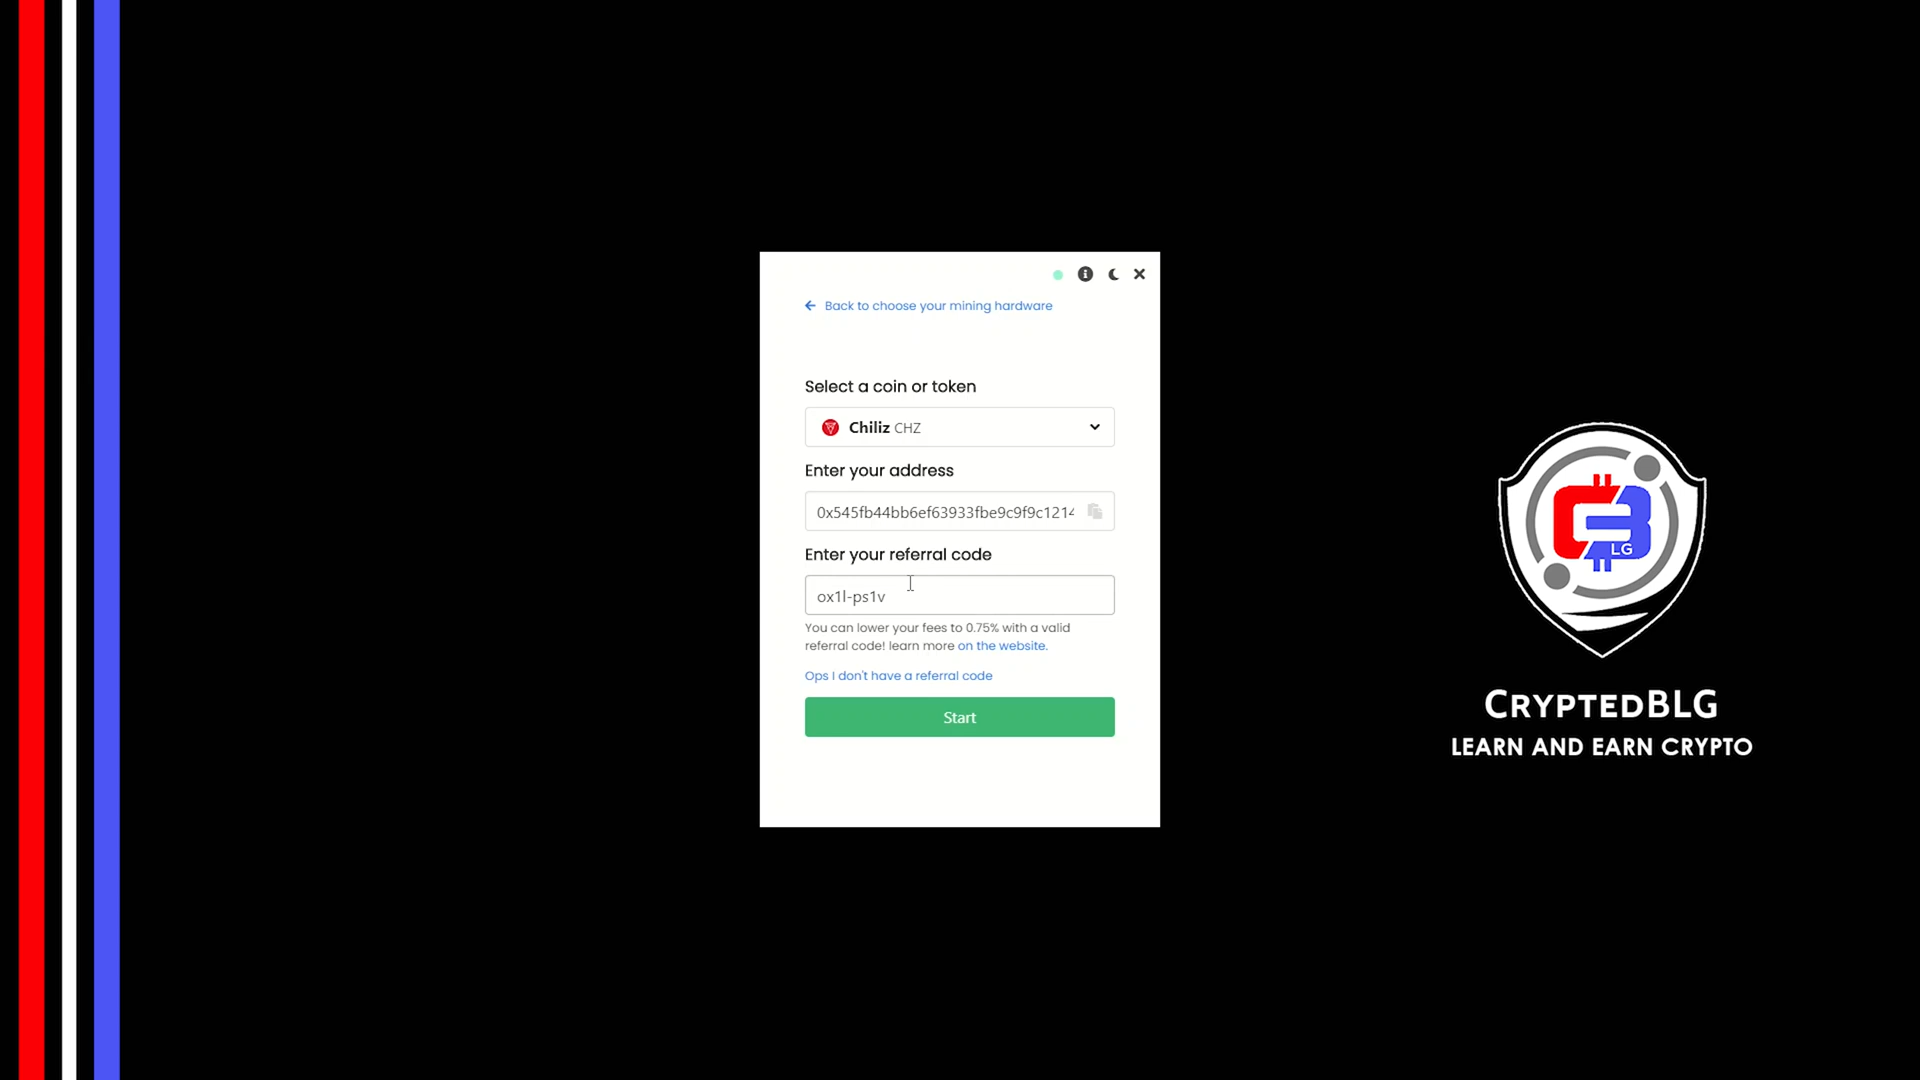 Back to choose your mining hardware
Select a coin or token
Chiliz CHZ
Enter your address
0x545fb44bb6ef63933fbe9c9f9c1214
Enter your referral code
ox1l-ps1v
You can lower your fees to 0.75% with a valid
referral code! learn more on the website.
Ops I don't have a referral code
Start
LG
CRYPTEDBLG
LEARN AND EARN CRYPTO